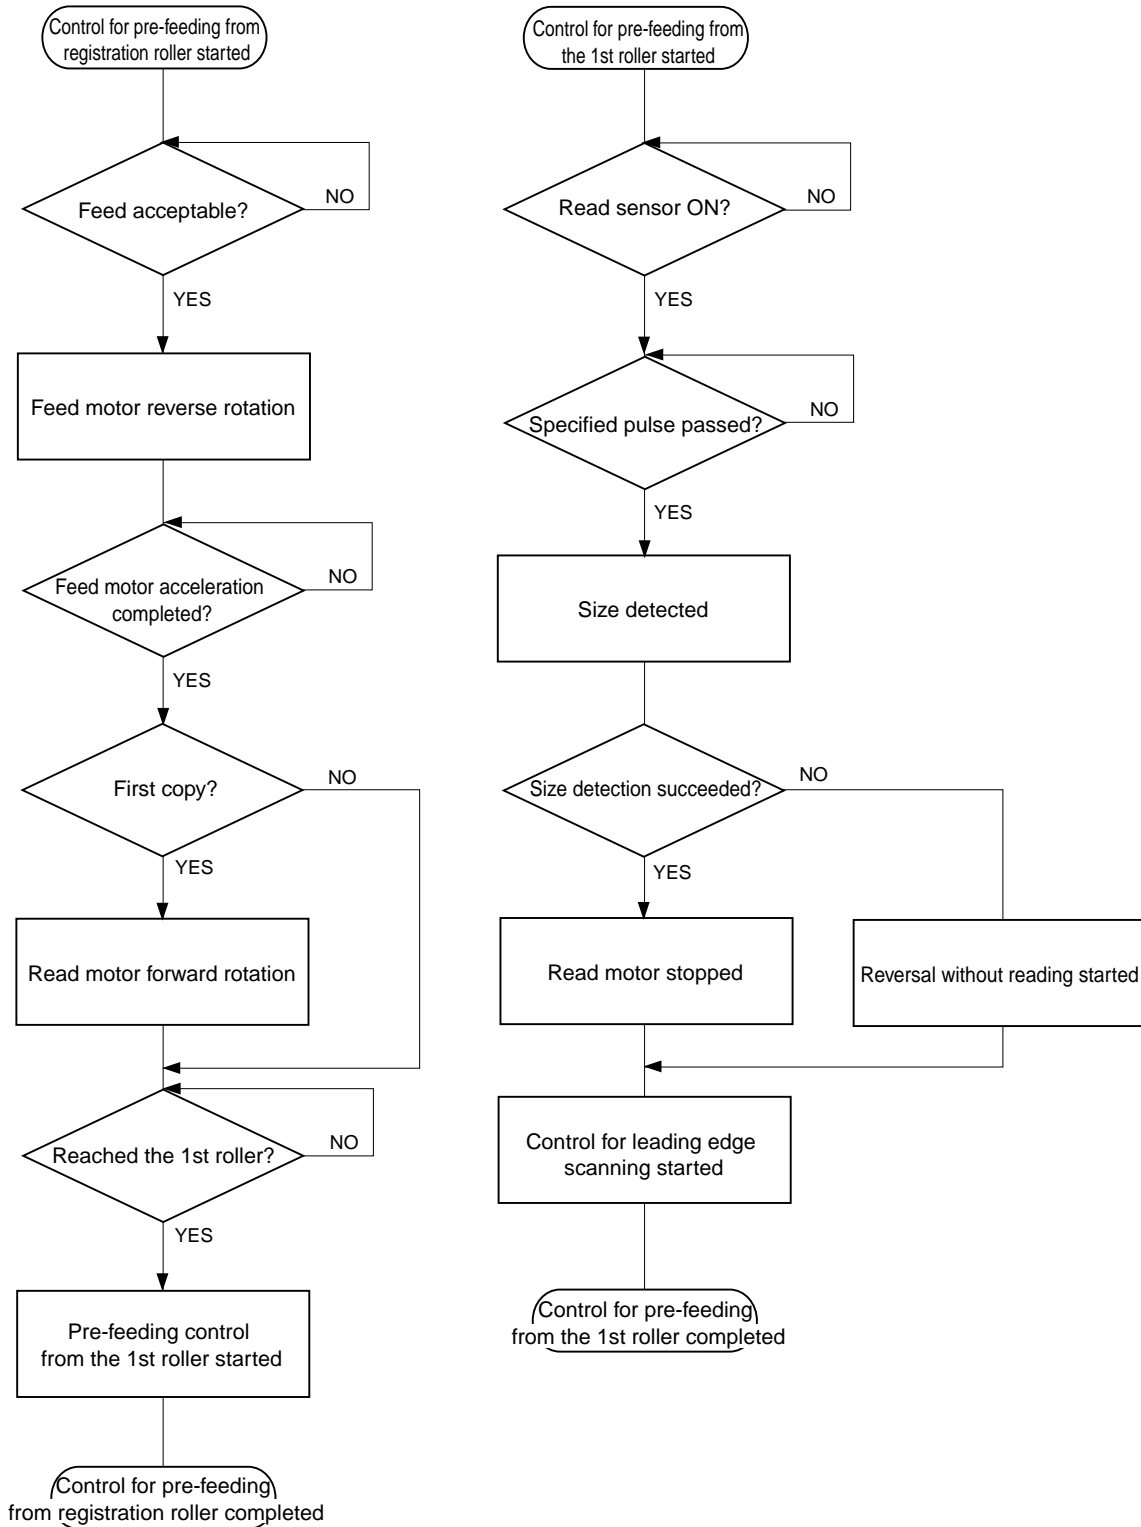 Control for pre-feeding from
registration roller started
Feed acceptable?
NO
YES
Feed motor reverse rotation
Feed motor acceleration
completed?
NO
YES
First copy?
NO
YES
Read motor forward rotation
Reached the 1st roller?
NO
YES
Pre-feeding control
from the 1st roller started
Control for pre-feeding
from registration roller completed
Control for pre-feeding from
the 1st roller started
Read sensor ON?
NO
YES
Specified pulse passed?
NO
YES
Size detected
Size detection succeeded?
NO
YES
Read motor stopped
Reversal without reading started
Control for leading edge
scanning started
Control for pre-feeding
from the 1st roller completed